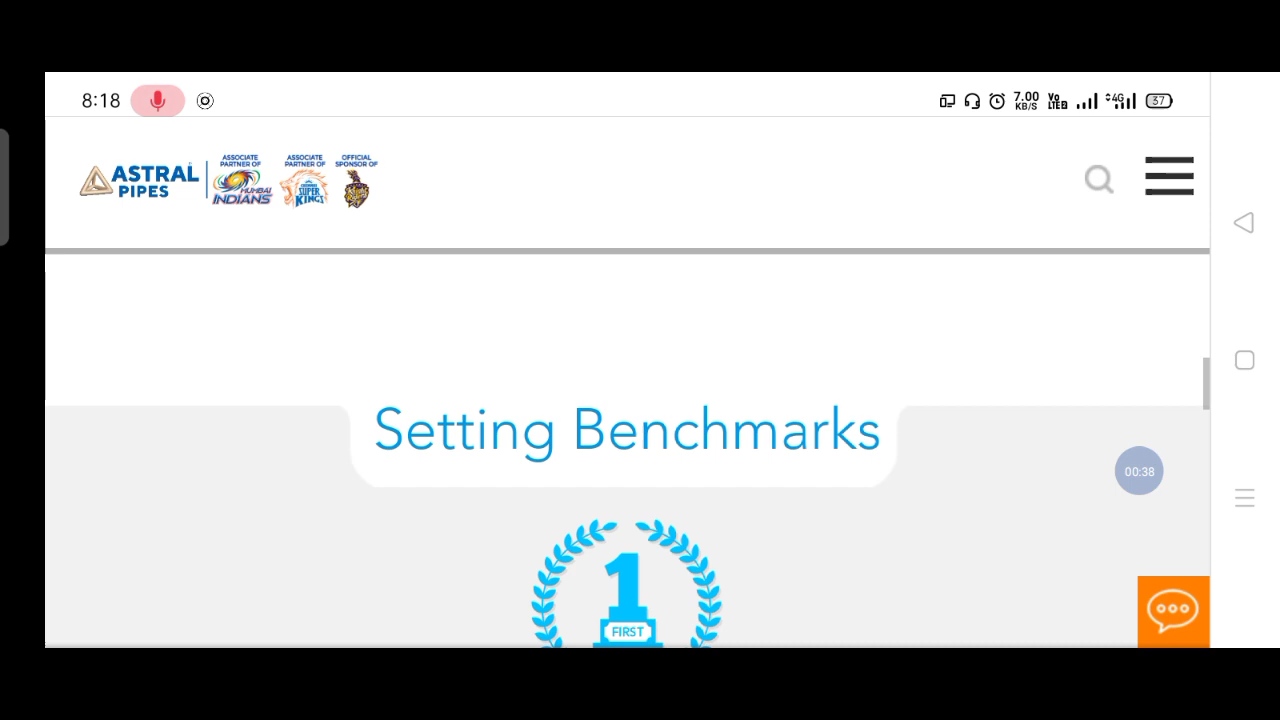 8:18
7.00
KB/S
Vo
LTE2
4G
37
ASTRAL
PIPES
ASSOCIATE
PARTNER OF
MUMBAI
INDIANS
ASSOCIATE
PARTNER OF
SUPER
KINGS
OFFICIAL
SPONSOR OF
Setting Benchmarks
00:38
1
FIRST